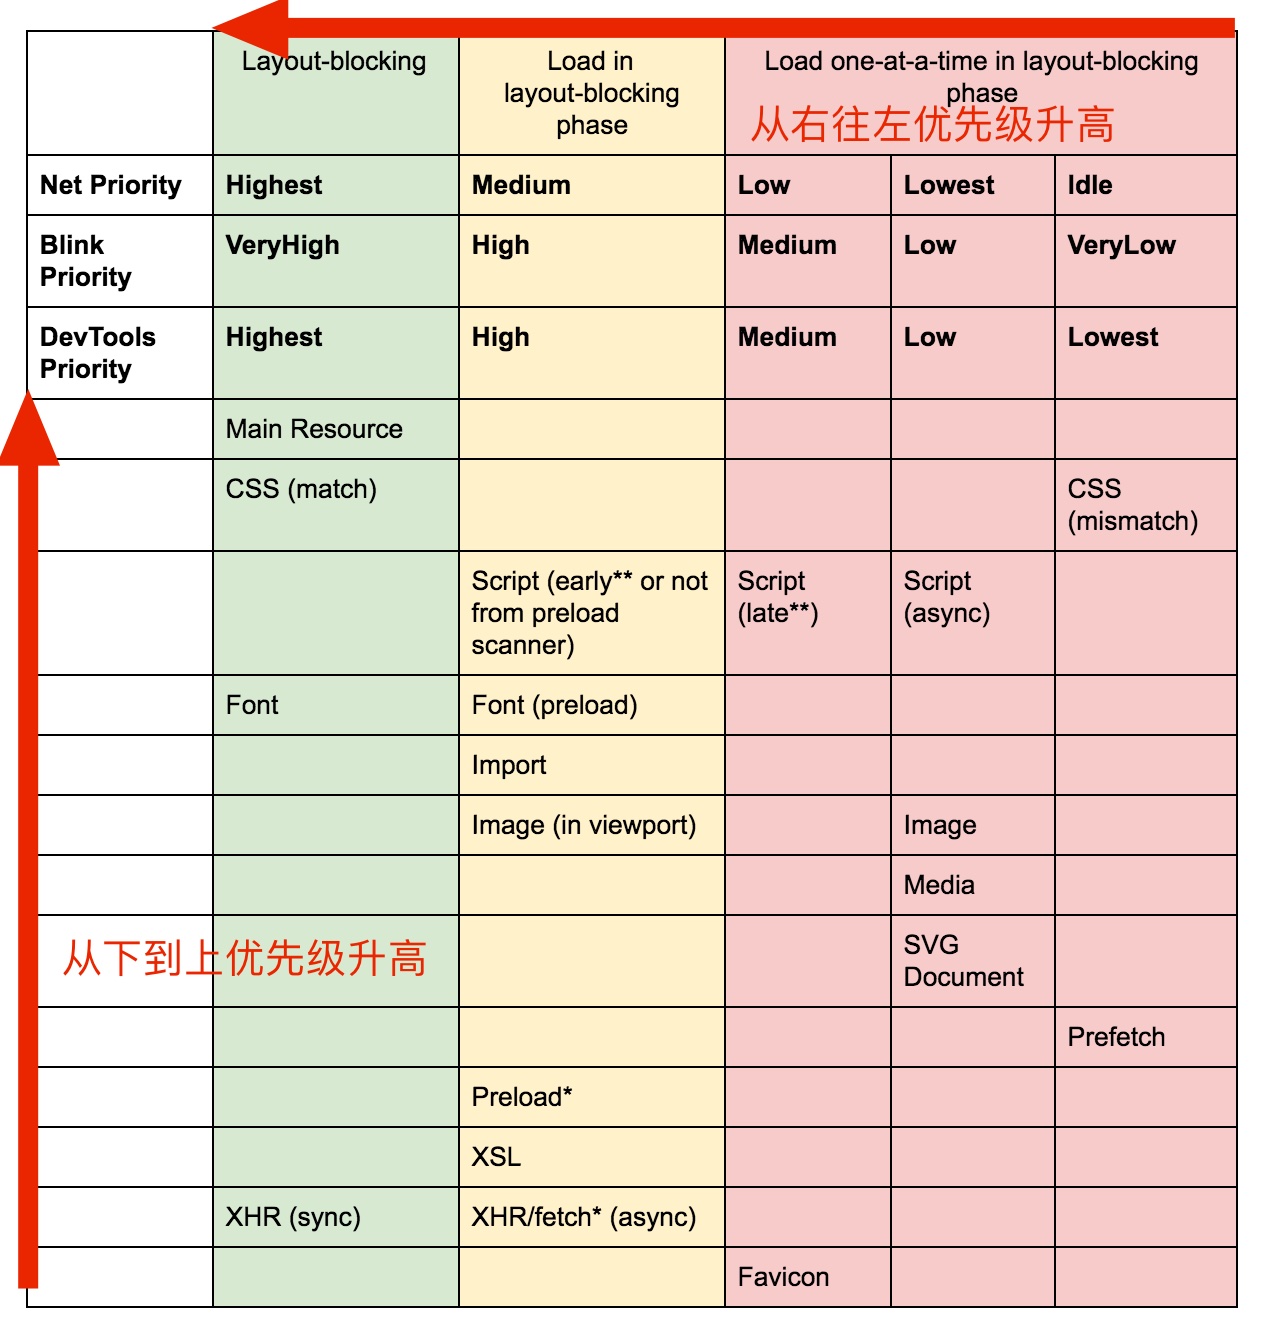 Layout-blocking
Load in
layout-blocking
phase
Load one-at-a-time in layout-blocking
phase
从右往左优先级升高
Net Priority Highest Medium Low Lowest Idle
Blink
Priority VeryHigh High Medium Low VeryLow
DevTools
Priority Highest High Medium Low Lowest
Main Resource
CSS (match) CSS
(mismatch)
Script (early** or not
from preload
scanner)
Script
(late**)
Script
(async)
Font Font (preload)
Import
Image (in viewport) Image
Media
SVG
Document
从下到上优先级升高
Prefetch
Preload*
XSL
XHR (sync) XHR/fetch* (async)
Favicon